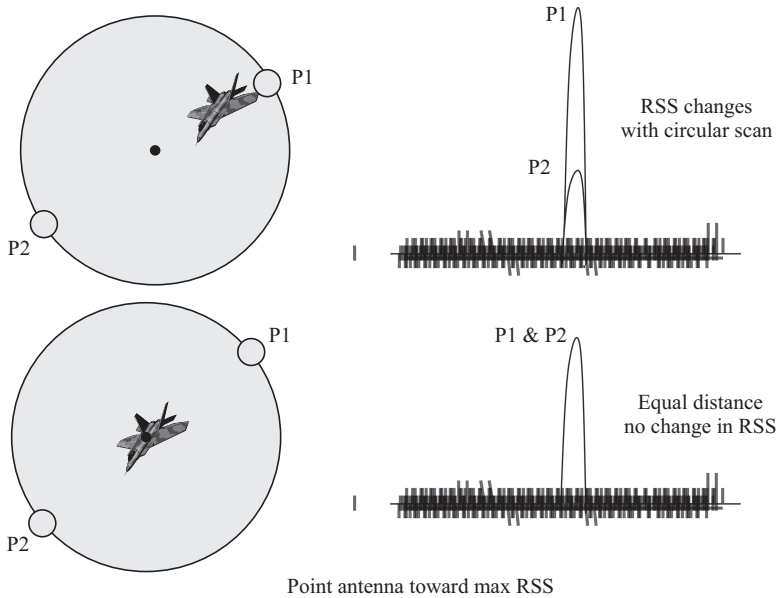 P1
P1
RSS changes
with circular scan
P2
P2
P1
P1 & P2
Equal distance
no change in RSS
P2
Point antenna toward max RSS